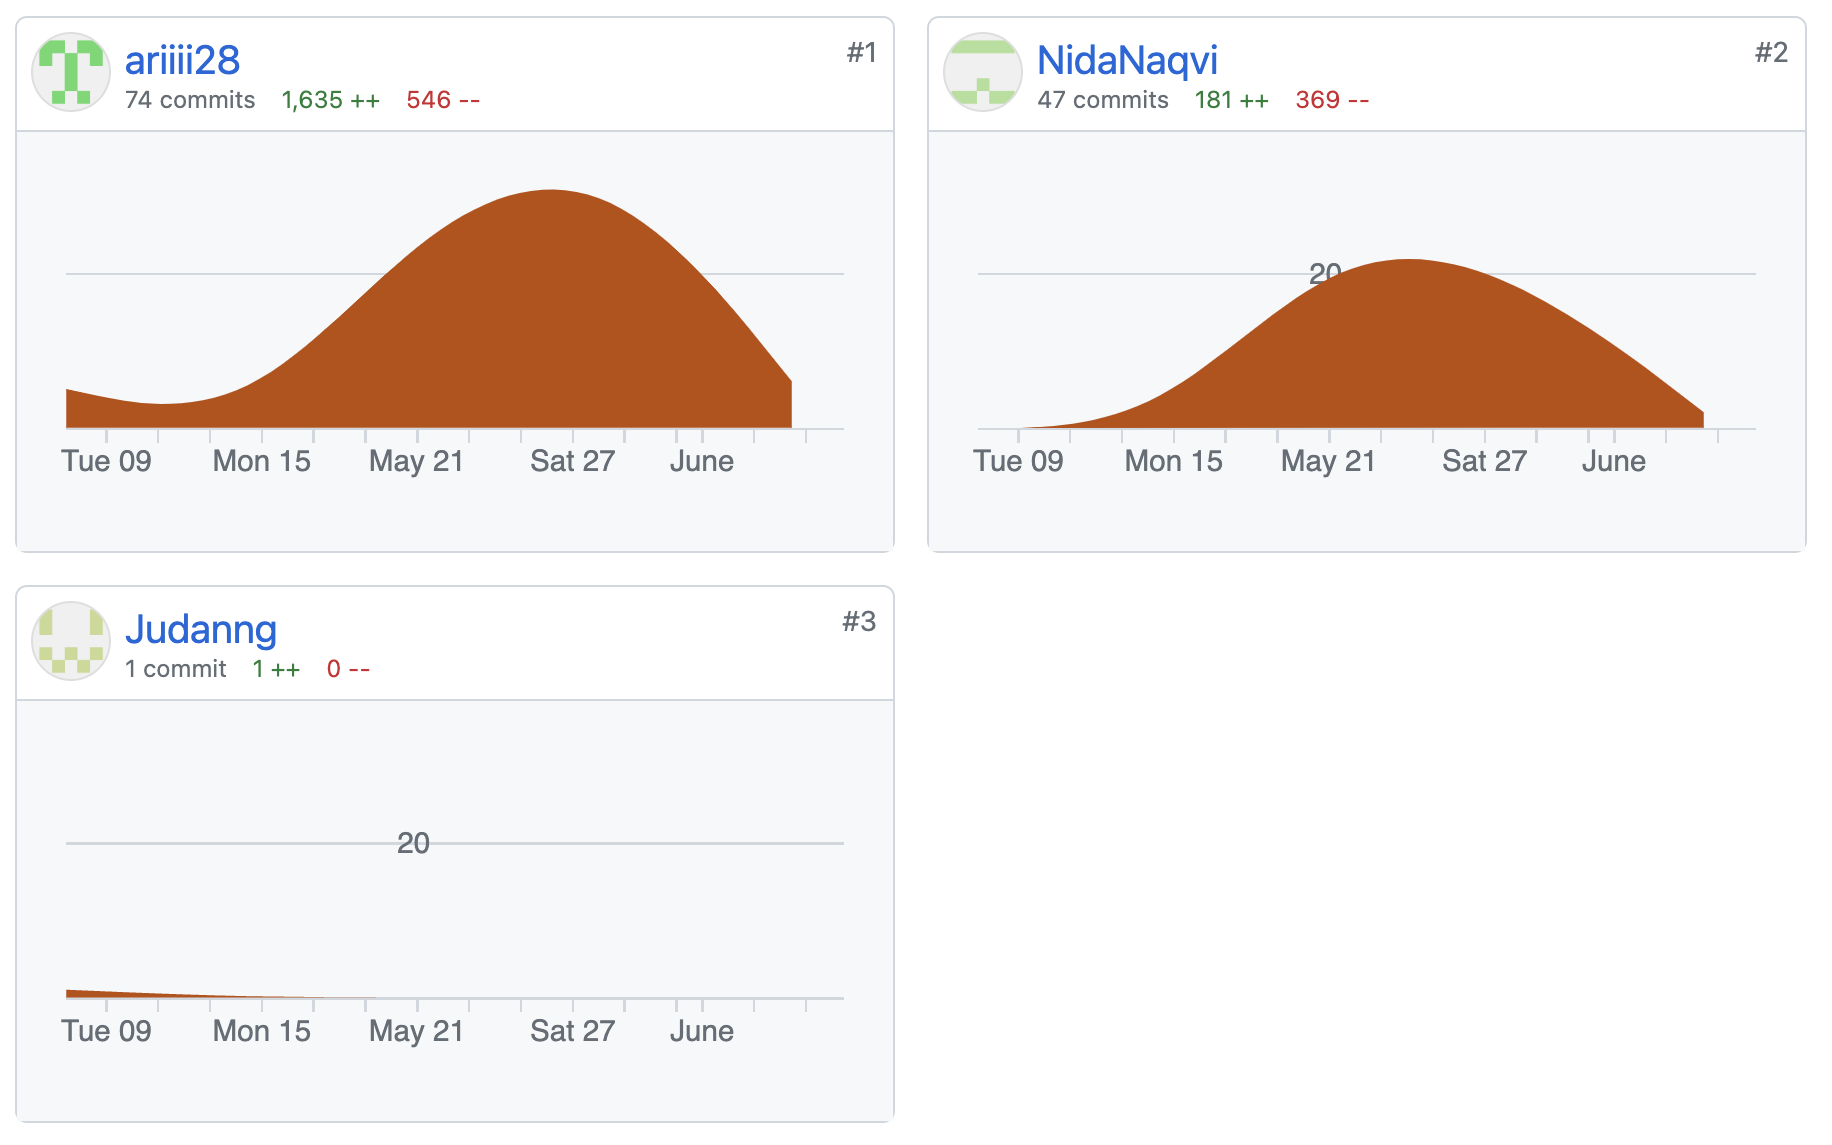 ariiii28
#1
74 commits 1,635 ++ 546 --
Tue 09 Mon 15 May 21 Sat 27 June
NidaNaqvi
#2
47 commits 181 ++ 369 --
20
Tue 09 Mon 15 May 21 Sat 27 June
Judanng
#3
1 commit 1 ++ 0 --
20
Tue 09 Mon 15 May 21 Sat 27 June